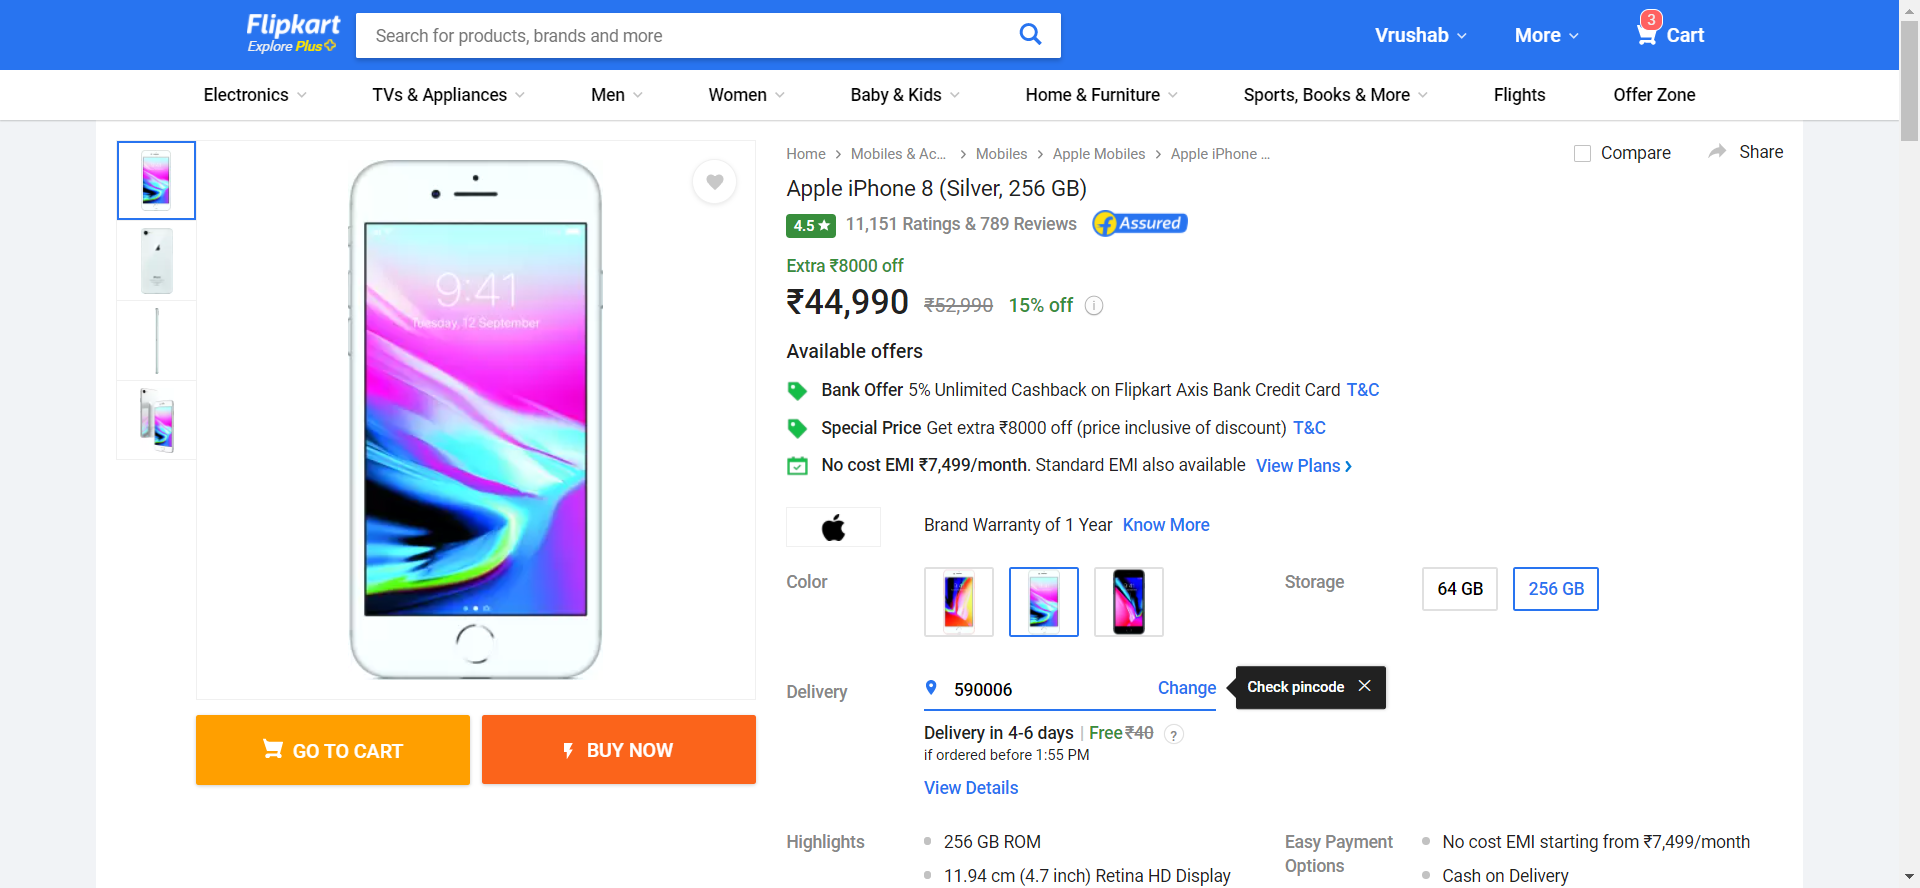 Flipkart
Explore Plus
Search for products, brands and more
Vrushab
More
3
Cart
Electronics
TVs & Appliances
Men
Women
Baby & Kids
Home & Furniture
Sports, Books & More
Flights
Offer Zone
9:41
Tuesday, 12 September
GO TO CART
BUY NOW
Home
Mobiles & Ac...
Mobiles
Apple Mobiles
Apple iPhone ...
Compare
Share
Apple iPhone 8 (Silver, 256 GB)
4.5 ★ 11,151 Ratings & 789 Reviews
f Assured
Extra ₹8000 off
₹44,990 ₹52,990 15% off i
Available offers
Bank Offer 5% Unlimited Cashback on Flipkart Axis Bank Credit Card T&C
Special Price Get extra ₹8000 off (price inclusive of discount) T&C
No cost EMI ₹7,499/month. Standard EMI also available View Plans
Brand Warranty of 1 Year Know More
Color
Storage
64 GB
256 GB
Delivery
590006
Change
Check pincode
Delivery in 4-6 days | Free ₹40 ?
if ordered before 1:55 PM
View Details
Highlights
256 GB ROM
11.94 cm (4.7 inch) Retina HD Display
Easy Payment
Options
No cost EMI starting from ₹7,499/month
Cash on Delivery